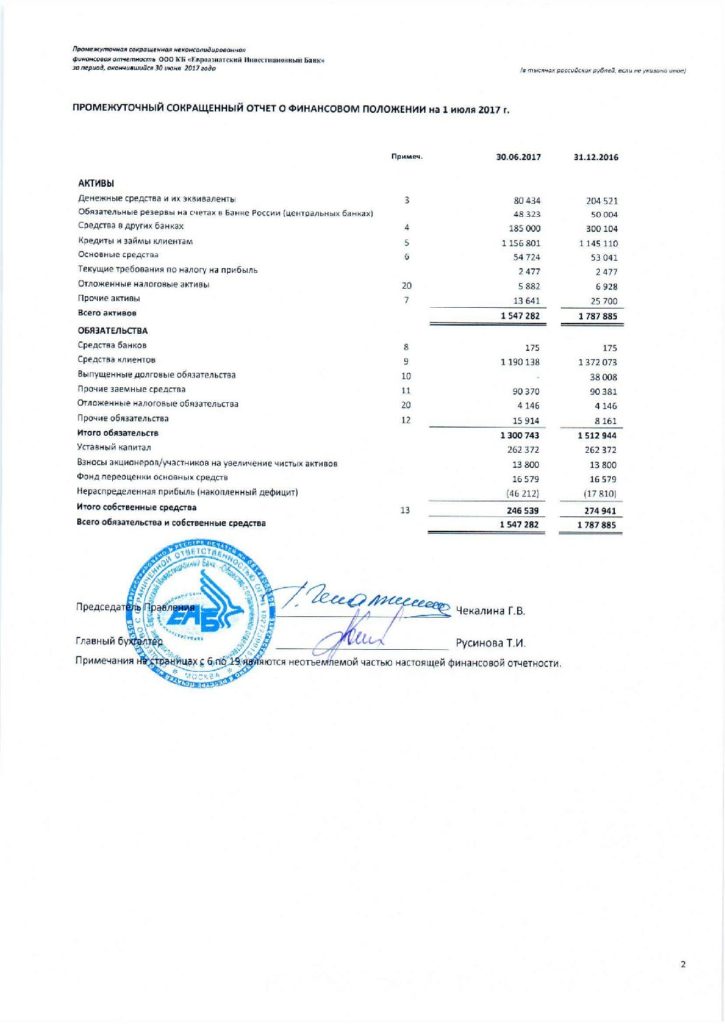 Промежуточная сокращенная неконсолидированная
финансовая отчетность ООО КБ «Евроазиатский Инвестиционный Банк»
за период, окончившийся 30 июня 2017 года
(в тысячах российских рублей, если не указано иное)
ПРОМЕЖУТОЧНЫЙ СОКРАЩЕННЫЙ ОТЧЕТ О ФИНАНСОВОМ ПОЛОЖЕНИИ на 1 июля 2017 г.
Примеч. 30.06.2017 31.12.2016
АКТИВЫ
Денежные средства и их эквиваленты 3 80 434 204 521
Обязательные резервы на счетах в Банке России (центральных банках) 48 323 50 004
Средства в других банках 4 185 000 300 104
Кредиты и займы клиентам 5 1 156 801 1 145 110
Основные средства 6 54 724 53 041
Текущие требования по налогу на прибыль 2 477 2 477
Отложенные налоговые активы 20 5 882 6 928
Прочие активы 7 13 641 25 700
Всего активов 1 547 282 1 787 885
ОБЯЗАТЕЛЬСТВА
Средства банков 8 175 175
Средства клиентов 9 1 190 138 1 372 073
Выпущенные долговые обязательства 10 - 38 008
Прочие заемные средства 11 90 370 90 381
Отложенные налоговые обязательства 20 4 146 4 146
Прочие обязательства 12 15 914 8 161
Итого обязательств 1 300 743 1 512 944
Уставный капитал 262 372 262 372
Взносы акционеров/участников на увеличение чистых активов 13 800 13 800
Фонд переоценки основных средств 16 579 16 579
Нераспределенная прибыль (накопленный дефицит) (46 212) (17 810)
Итого собственные средства 13 246 539 274 941
Всего обязательства и собственные средства 1 547 282 1 787 885
Председатель Правления Чекалина Г.В.
ЕАБ
Главный бухгалтер Русинова Т.И.
Примечания на страницах с 6 по 19 являются неотъемлемой частью настоящей финансовой отчетности.
МОСКВА
2